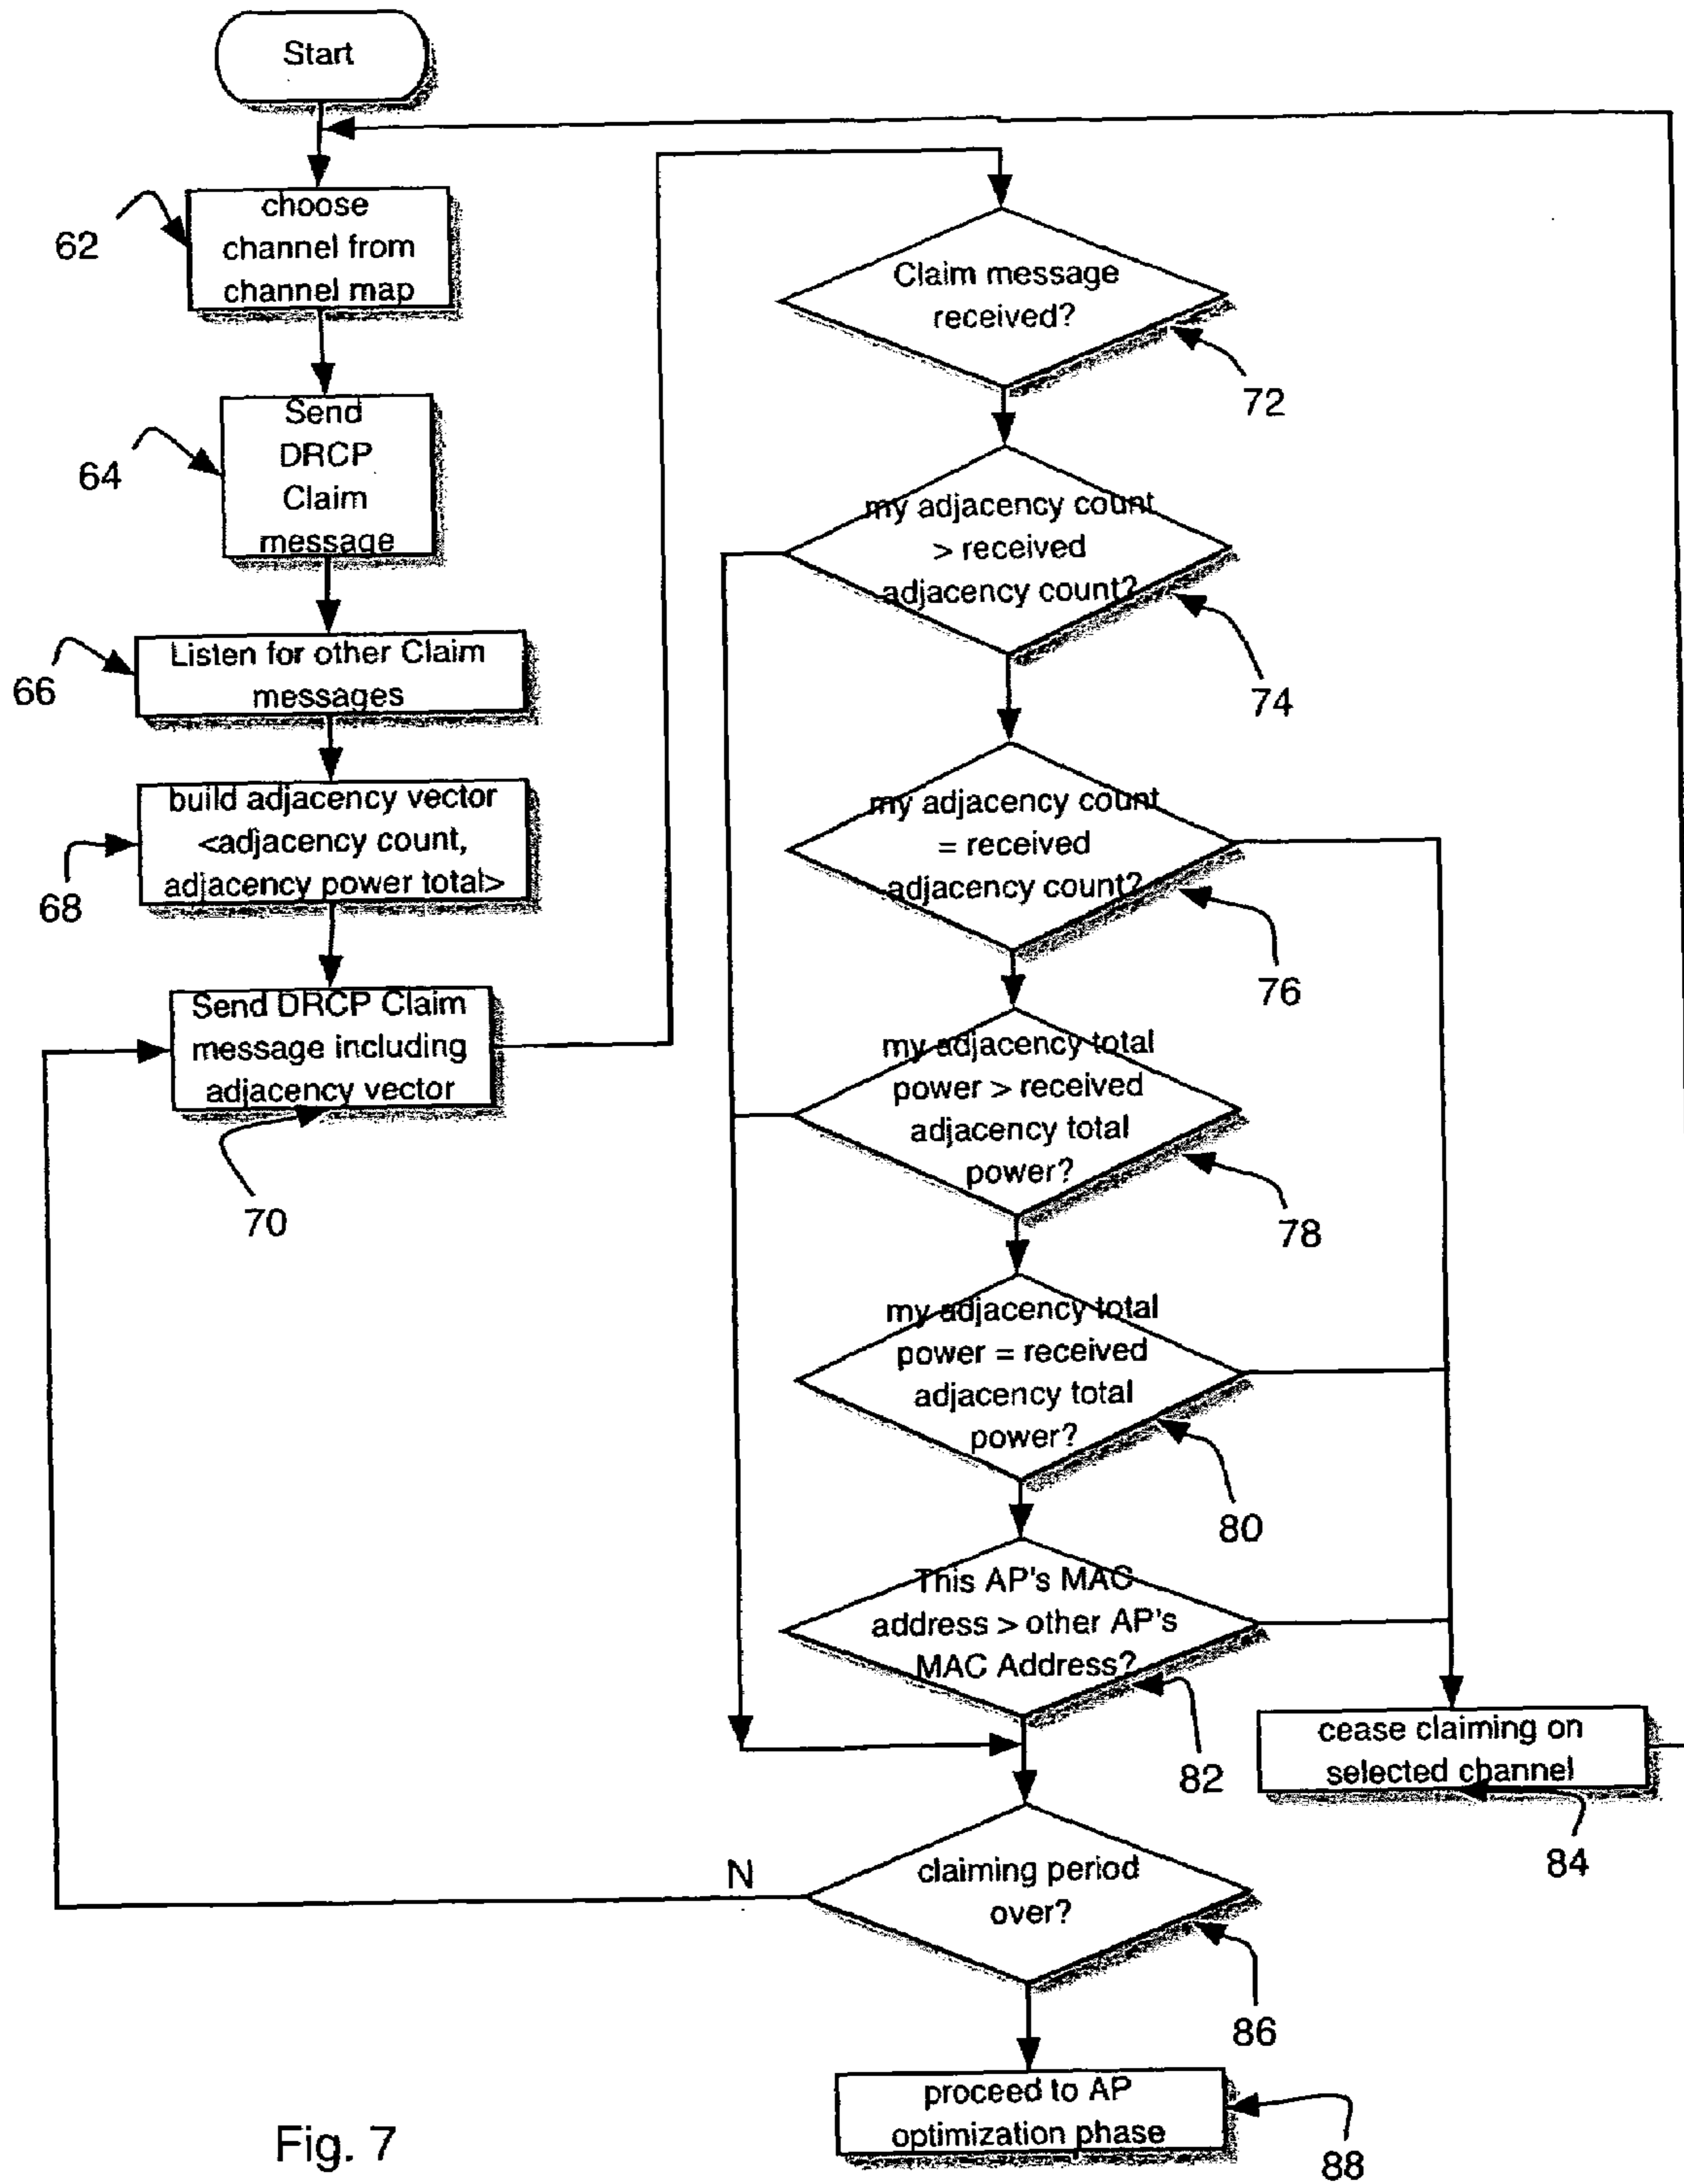 Start
choose
channel from
channel map
62
Send
DRCP
Claim
message
64
Listen for other Claim
messages
66
build adjacency vector
<adjacency count,
adjacency power total>
68
Send DRCP Claim
message including
adjacency vector
70
Claim message
received?
72
my adjacency count
> received
adjacency count?
74
my adjacency count
= received
adjacency count?
76
my adjacency total
power > received
adjacency total
power?
78
my adjacency total
power = received
adjacency total
power?
80
This AP's MAC
address > other AP's
MAC Address?
82
cease claiming on
selected channel
84
claiming period
over?
N
86
proceed to AP
optimization phase
88
Fig. 7